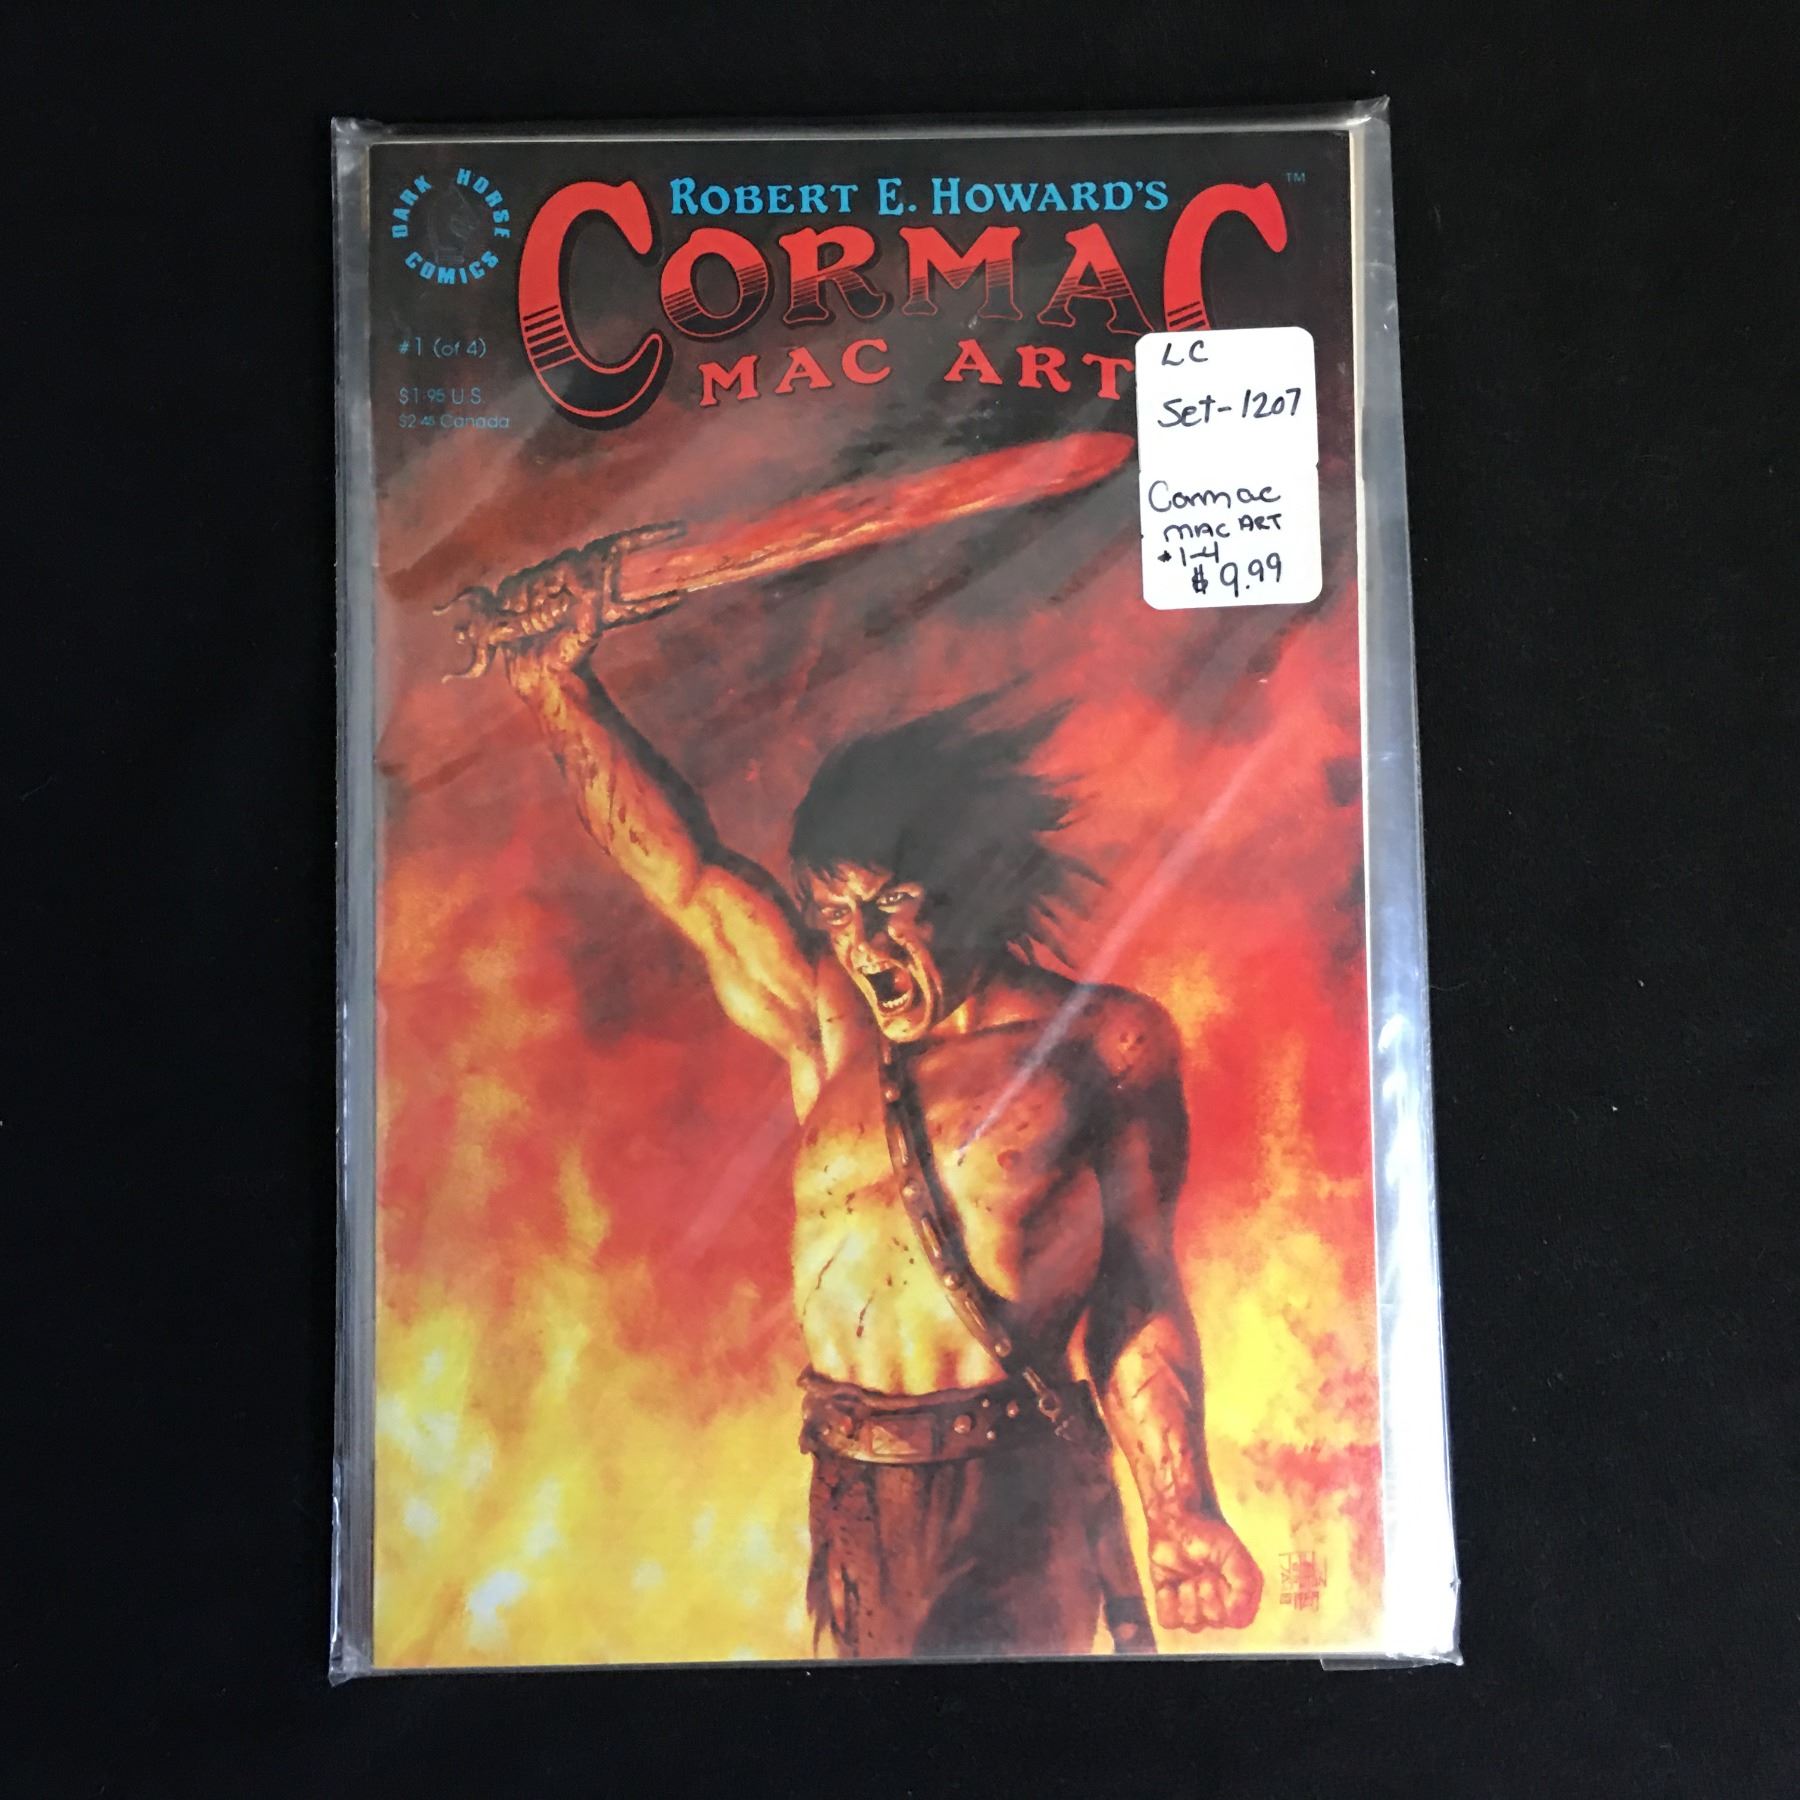 DARK HORSE COMICS
ROBERT E. HOWARD'S
CORMAC
TM
MAC ART
#1 (of 4)
$1.95 U.S.
$2.45 Canada
LC
Set-1207
Cormac
MAC ART
#1-4
$9.99